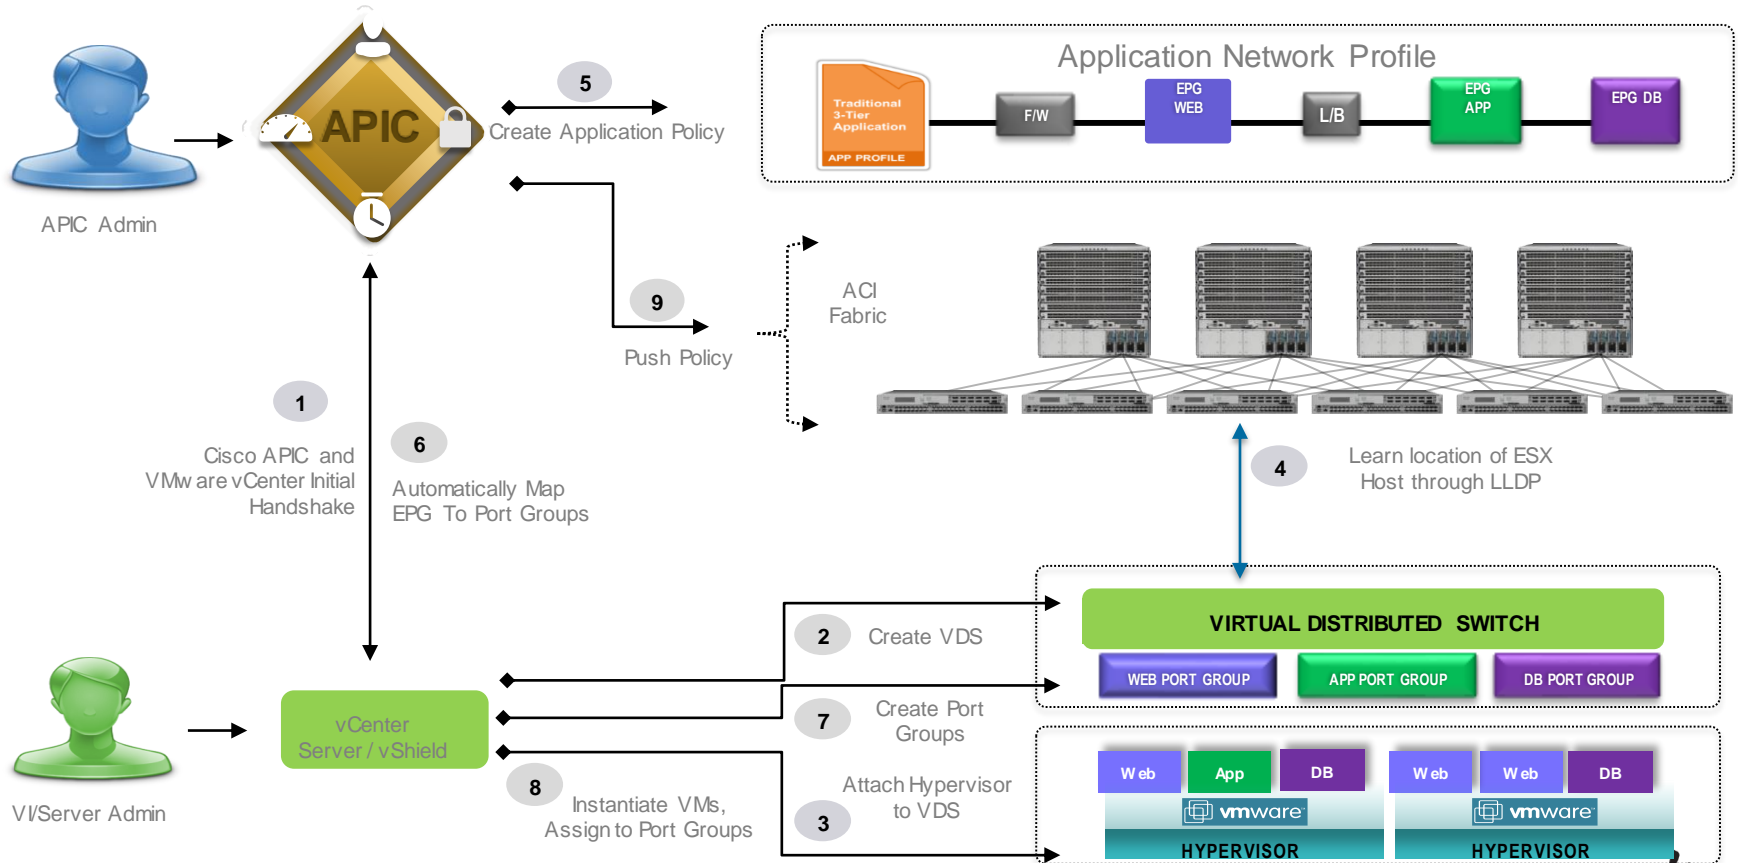 APIC
APIC Admin
5
Create Application Policy
Application Network Profile
Traditional
3-Tier
Application
APP PROFILE
F/W
EPG
WEB
L/B
EPG
APP
EPG DB
9
Push Policy
ACI
Fabric
1
Cisco APIC and
VMware vCenter Initial
Handshake
6
Automatically Map
EPG To Port Groups
4
Learn location of ESX
Host through LLDP
2
Create VDS
VIRTUAL DISTRIBUTED SWITCH
WEB PORT GROUP
APP PORT GROUP
DB PORT GROUP
7
Create Port
Groups
vCenter
Server / vShield
VI/Server Admin
8
Instantiate VMs,
Assign to Port Groups
3
Attach Hypervisor
to VDS
Web
App
DB
vmware
HYPERVISOR
Web
Web
DB
vmware
HYPERVISOR